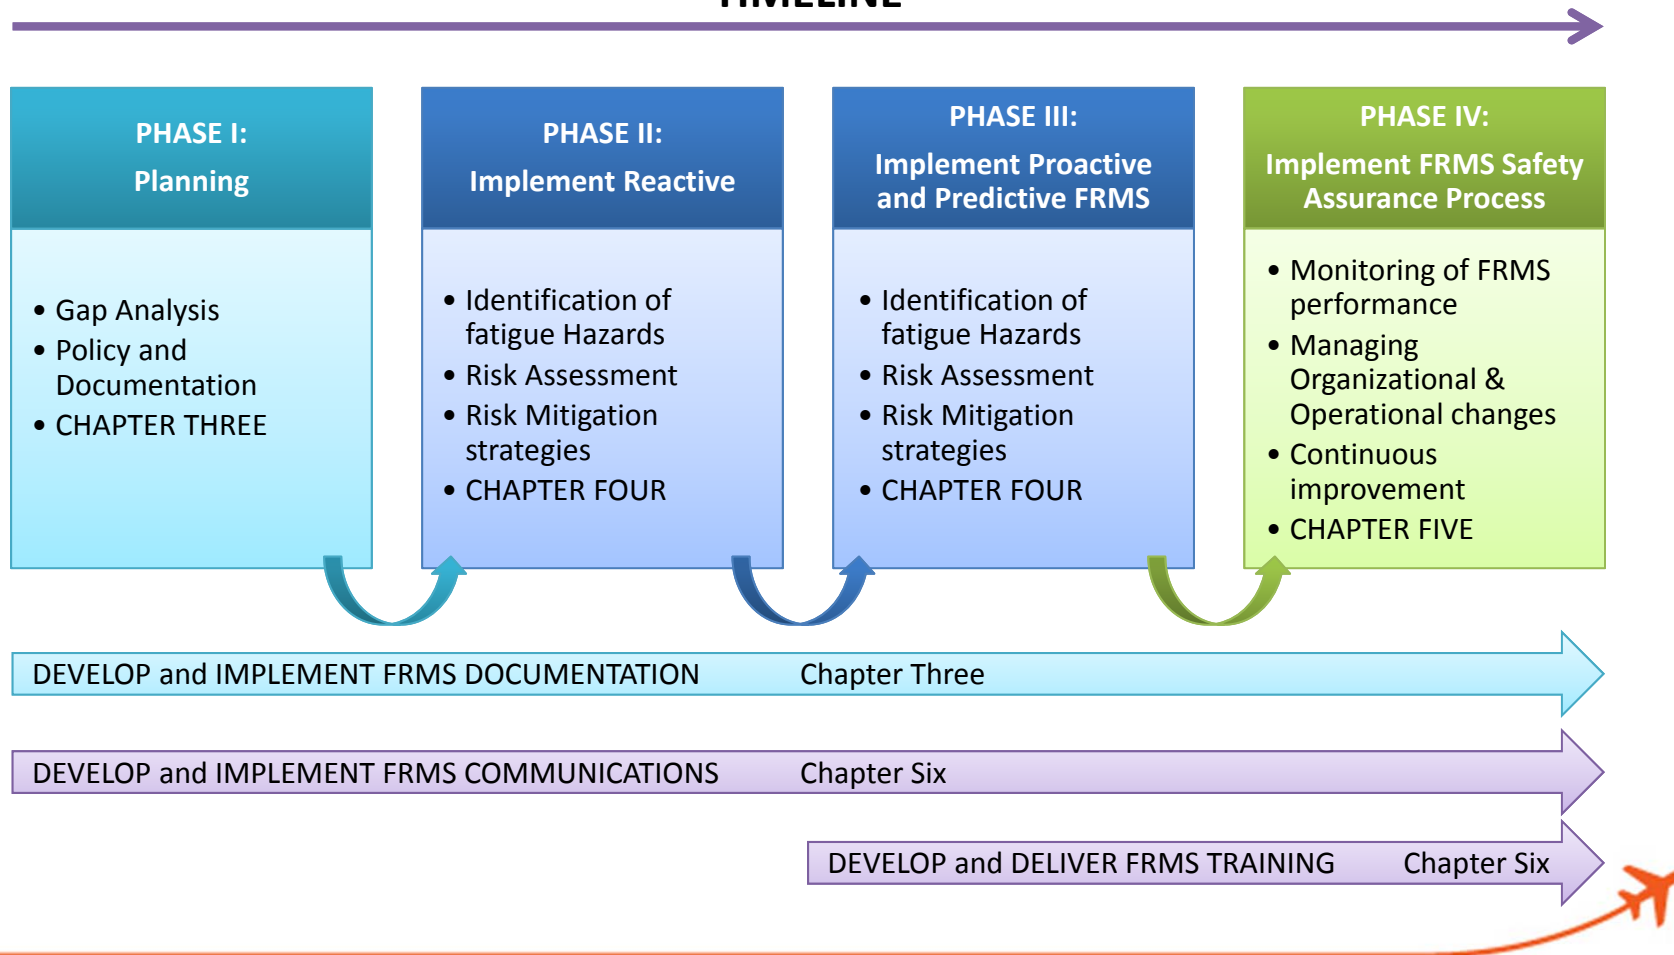 TIMELINE
PHASE I:
Planning
• Gap Analysis
• Policy and
Documentation
• CHAPTER THREE
PHASE II:
Implement Reactive
• Identification of
fatigue Hazards
• Risk Assessment
• Risk Mitigation
strategies
• CHAPTER FOUR
PHASE III:
Implement Proactive
and Predictive FRMS
• Identification of
fatigue Hazards
• Risk Assessment
• Risk Mitigation
strategies
• CHAPTER FOUR
PHASE IV:
Implement FRMS Safety
Assurance Process
• Monitoring of FRMS
performance
• Managing
Organizational &
Operational changes
• Continuous
improvement
• CHAPTER FIVE
DEVELOP and IMPLEMENT FRMS DOCUMENTATION Chapter Three
DEVELOP and IMPLEMENT FRMS COMMUNICATIONS Chapter Six
DEVELOP and DELIVER FRMS TRAINING Chapter Six